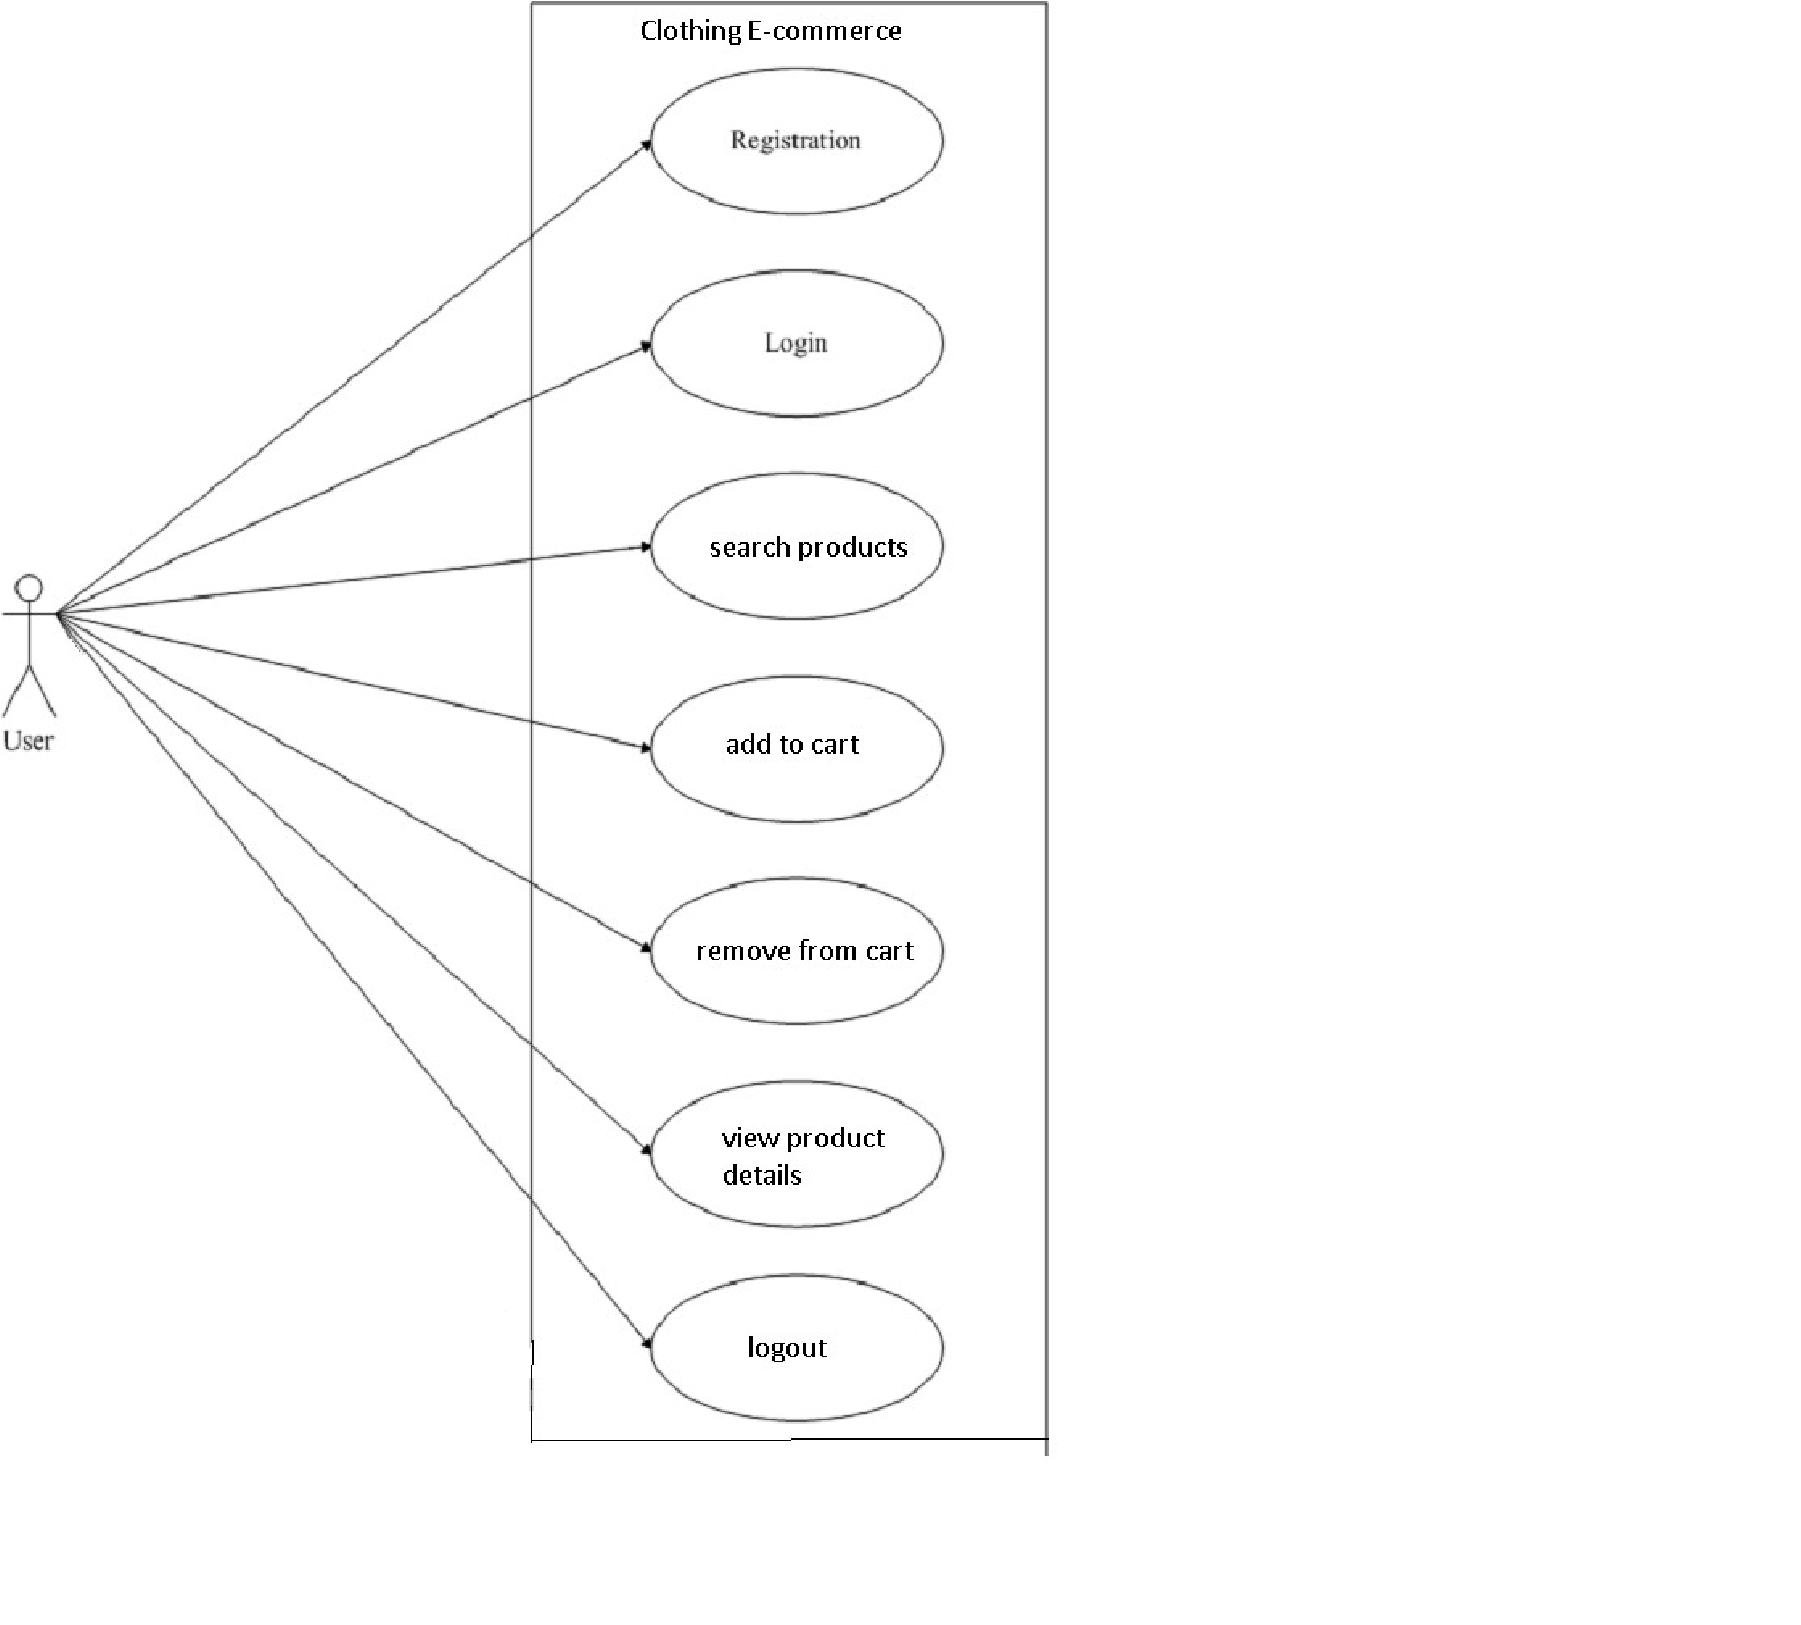 Clothing E-commerce
Registration
Login
search products
User
add to cart
remove from cart
view product
details
logout